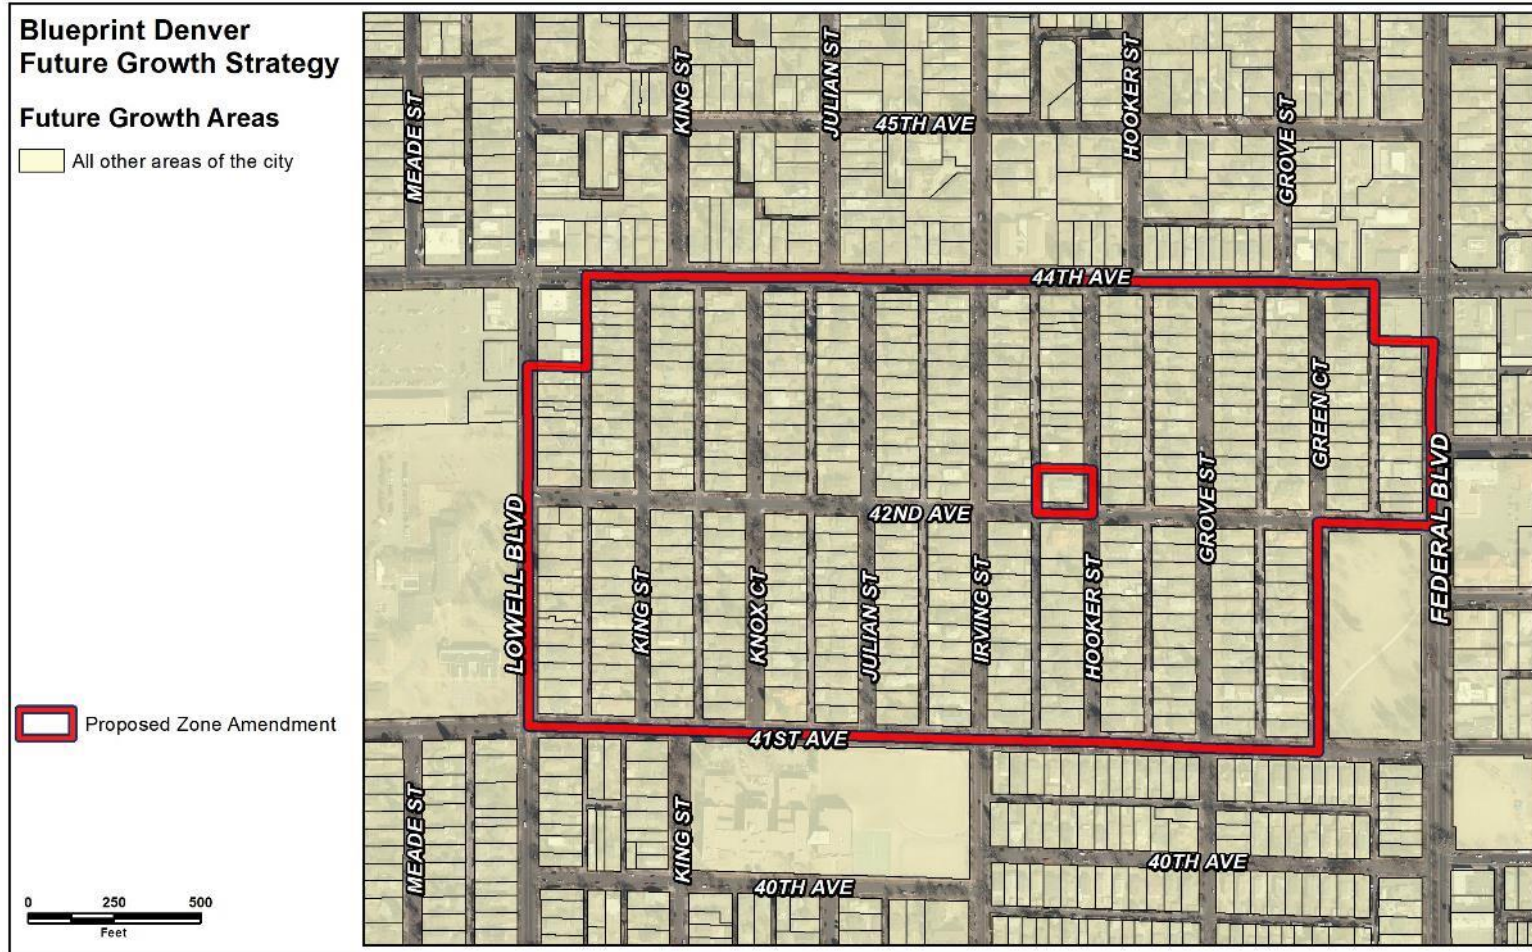 Blueprint Denver
Future Growth Strategy
Future Growth Areas
All other areas of the city
Proposed Zone Amendment
0 250 500
Feet
MEADE ST
KING ST
JULIAN ST
45TH AVE
HOOKER ST
GROVE ST
44TH AVE
GREEN CT
FEDERAL BLVD
LOWELL BLVD
42ND AVE
GROVE ST
KING ST
KNOX CT
JULIAN ST
IRVING ST
HOOKER ST
41ST AVE
MEADE ST
KING ST
40TH AVE
40TH AVE